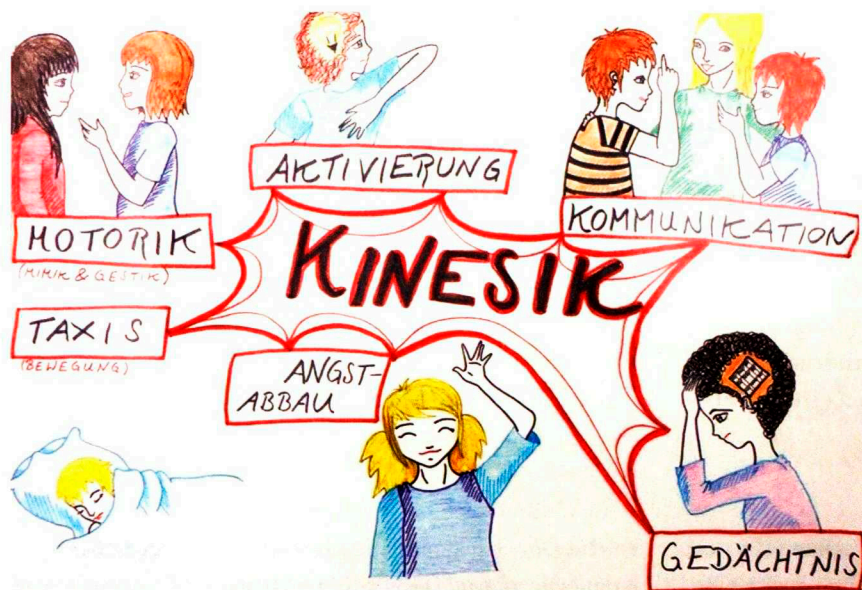 AKTIVIERUNG
KOMMUNIKATION
MOTORIK
(MIMIK & GESTIK)
KINESIK
TAXIS
(BEWEGUNG)
ANGST-
ABBAU
GEDÄCHTNIS